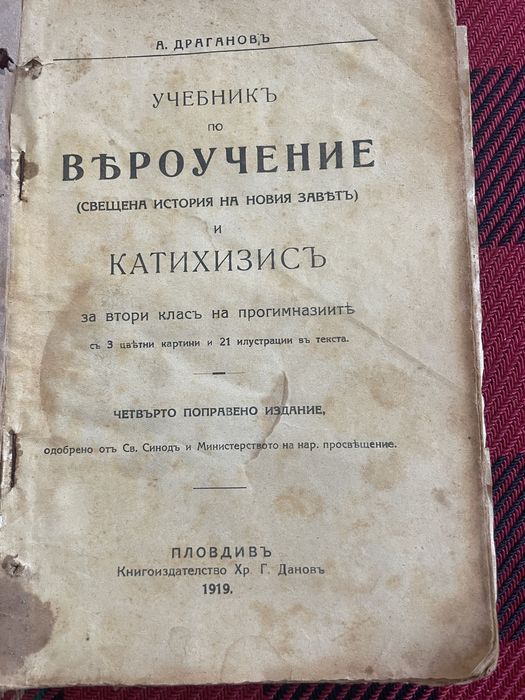 А. ДРАГАНОВЪ
УЧЕБНИКЪ
ПО
ВѢРОУЧЕНИЕ
(СВЕЩЕНА ИСТОРИЯ НА НОВИЯ ЗАВѢТЪ)
И
КАТИХИЗИСЪ
за втори класъ на прогимназиитѣ
съ 3 цвѣтни картини и 21 илустрации въ текста.
ЧЕТВЪРТО ПОПРАВЕНО ИЗДАНИЕ,
одобрено отъ Св. Синодъ и Министерството на нар. просвѣщение.
ПЛОВДИВЪ
Книгоиздателство Хр. Г. Дановъ
1919.